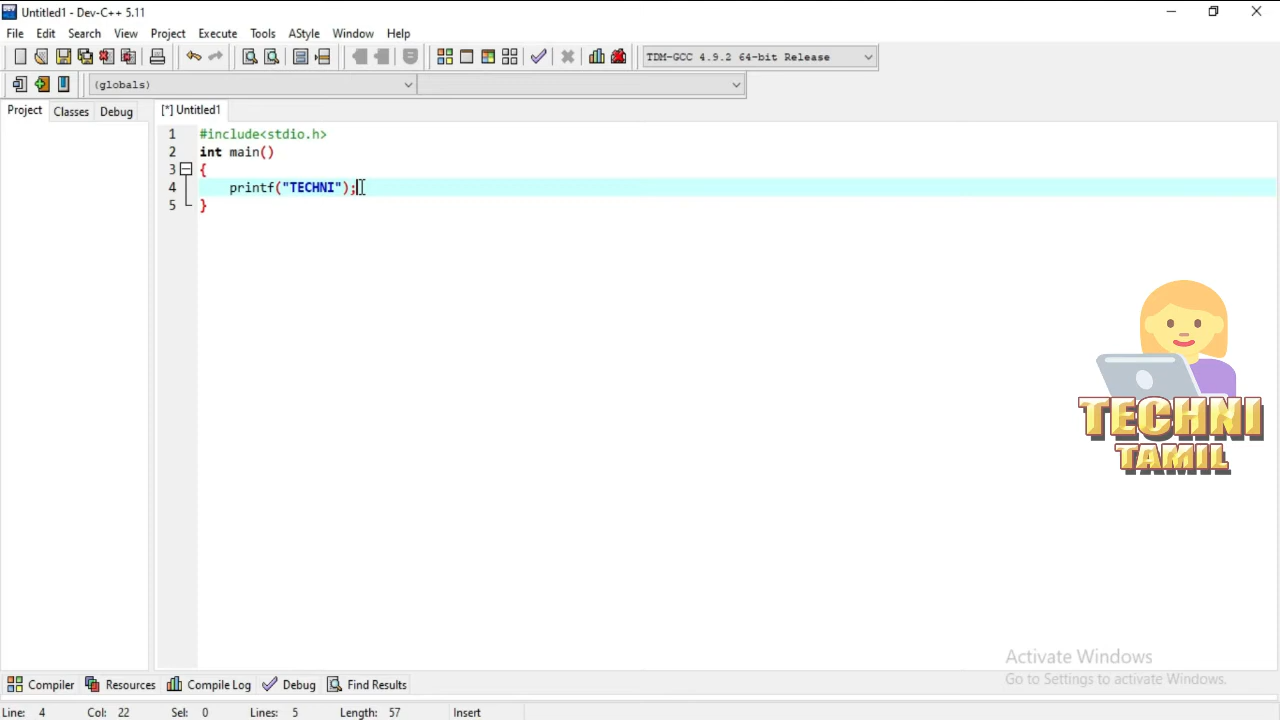 Untitled1 - Dev-C++ 5.11
File Edit Search View Project Execute Tools AStyle Window Help
TDM-GCC 4.9.2 64-bit Release
(globals)
Project Classes Debug [*] Untitled1
1 #include<stdio.h>
2 int main()
3 {
4 printf("TECHNI");
5 }
TECHNI
TAMIL
Activate Windows
Go to Settings to activate Windows.
Compiler Resources Compile Log Debug Find Results
Line: 4 Col: 22 Sel: 0 Lines: 5 Length: 57 Insert